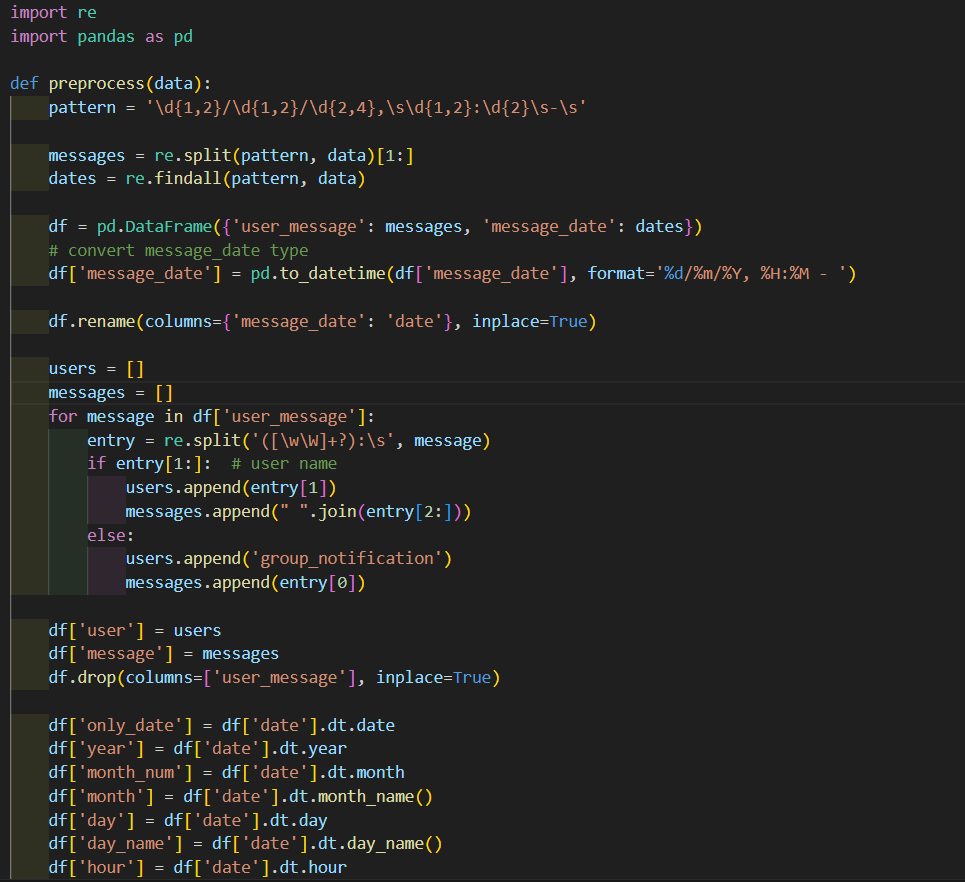 import re
import pandas as pd
def preprocess(data):
    pattern = '\d{1,2}/\d{1,2}/\d{2,4},\s\d{1,2}:\d{2}\s-\s'
    messages = re.split(pattern, data)[1:]
    dates = re.findall(pattern, data)
    df = pd.DataFrame({'user_message': messages, 'message_date': dates})
    # convert message_date type
    df['message_date'] = pd.to_datetime(df['message_date'], format='%d/%m/%Y, %H:%M - ')
    df.rename(columns={'message_date': 'date'}, inplace=True)
    users = []
    messages = []
    for message in df['user_message']:
        entry = re.split('([\w\W]+?):\s', message)
        if entry[1:]:  # user name
            users.append(entry[1])
            messages.append(" ".join(entry[2:]))
        else:
            users.append('group_notification')
            messages.append(entry[0])
    df['user'] = users
    df['message'] = messages
    df.drop(columns=['user_message'], inplace=True)
    df['only_date'] = df['date'].dt.date
    df['year'] = df['date'].dt.year
    df['month_num'] = df['date'].dt.month
    df['month'] = df['date'].dt.month_name()
    df['day'] = df['date'].dt.day
    df['day_name'] = df['date'].dt.day_name()
    df['hour'] = df['date'].dt.hour